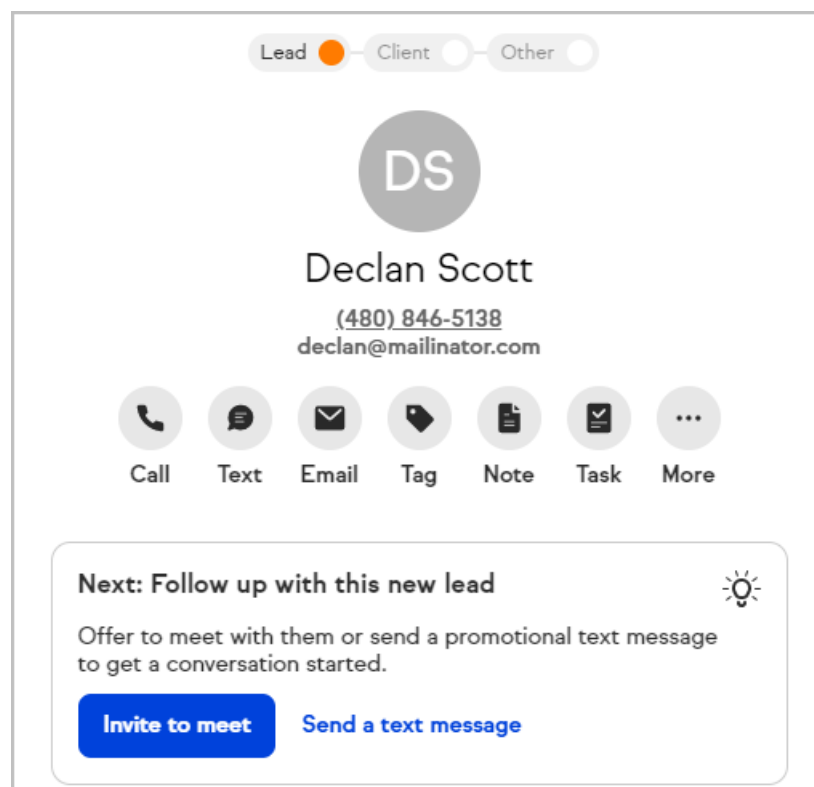 Lead Client Other
DS
Declan Scott
(480) 846-5138
declan@mailinator.com
Call Text Email Tag Note Task More
Next: Follow up with this new lead
Offer to meet with them or send a promotional text message
to get a conversation started.
Invite to meet Send a text message